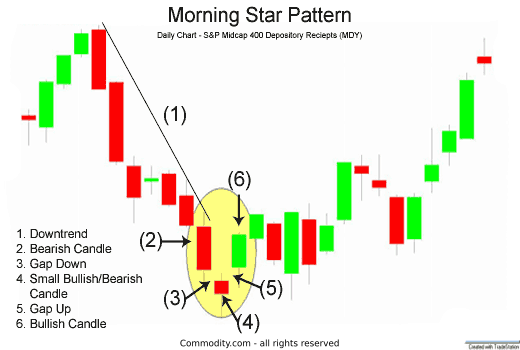 Morning Star Pattern
Daily Chart - S&P Midcap 400 Depository Reciepts (MDY)
(1)
(6)
(2)
(3)
(5)
(4)
1. Downtrend
2. Bearish Candle
3. Gap Down
4. Small Bullish/Bearish
Candle
5. Gap Up
6. Bullish Candle
Commodity.com - all rights reserved
Created with TradeStation